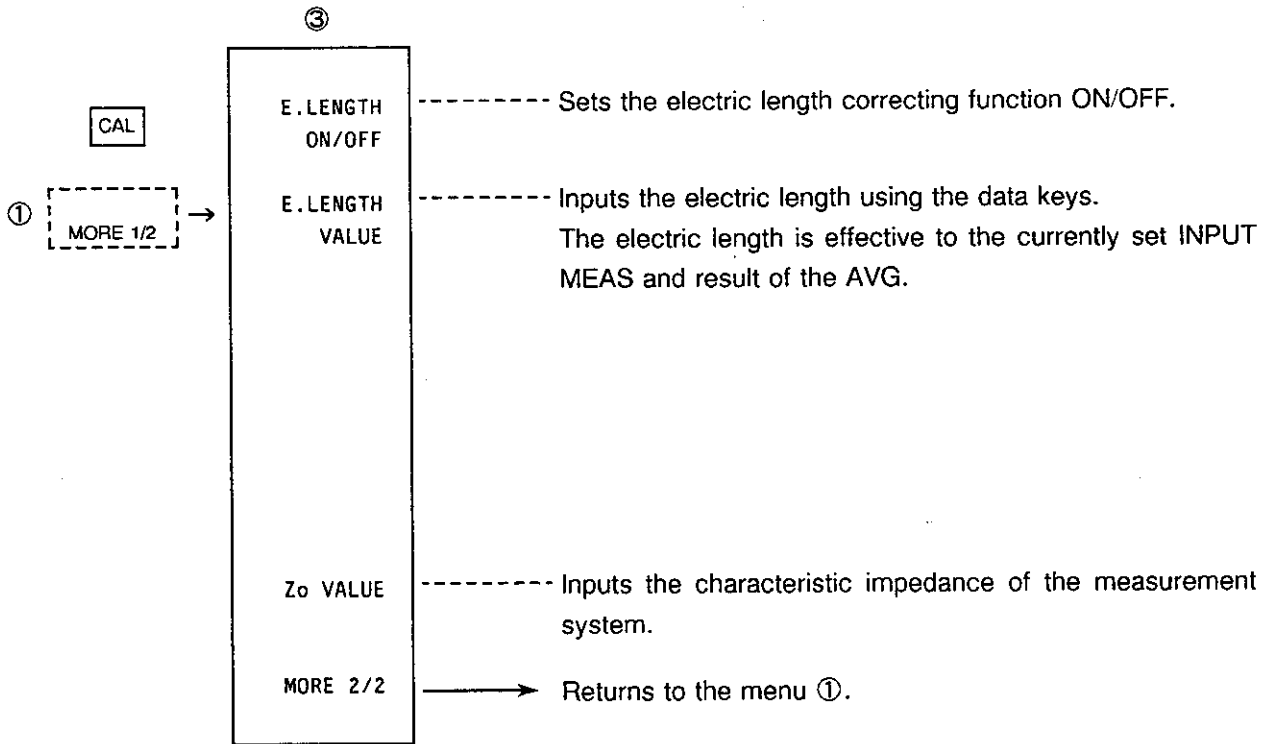 ③
CAL
① MORE 1/2 →
E.LENGTH
ON/OFF
Sets the electric length correcting function ON/OFF.
E.LENGTH
VALUE
Inputs the electric length using the data keys.
The electric length is effective to the currently set INPUT
MEAS and result of the AVG.
Zo VALUE
Inputs the characteristic impedance of the measurement
system.
MORE 2/2
Returns to the menu ①.